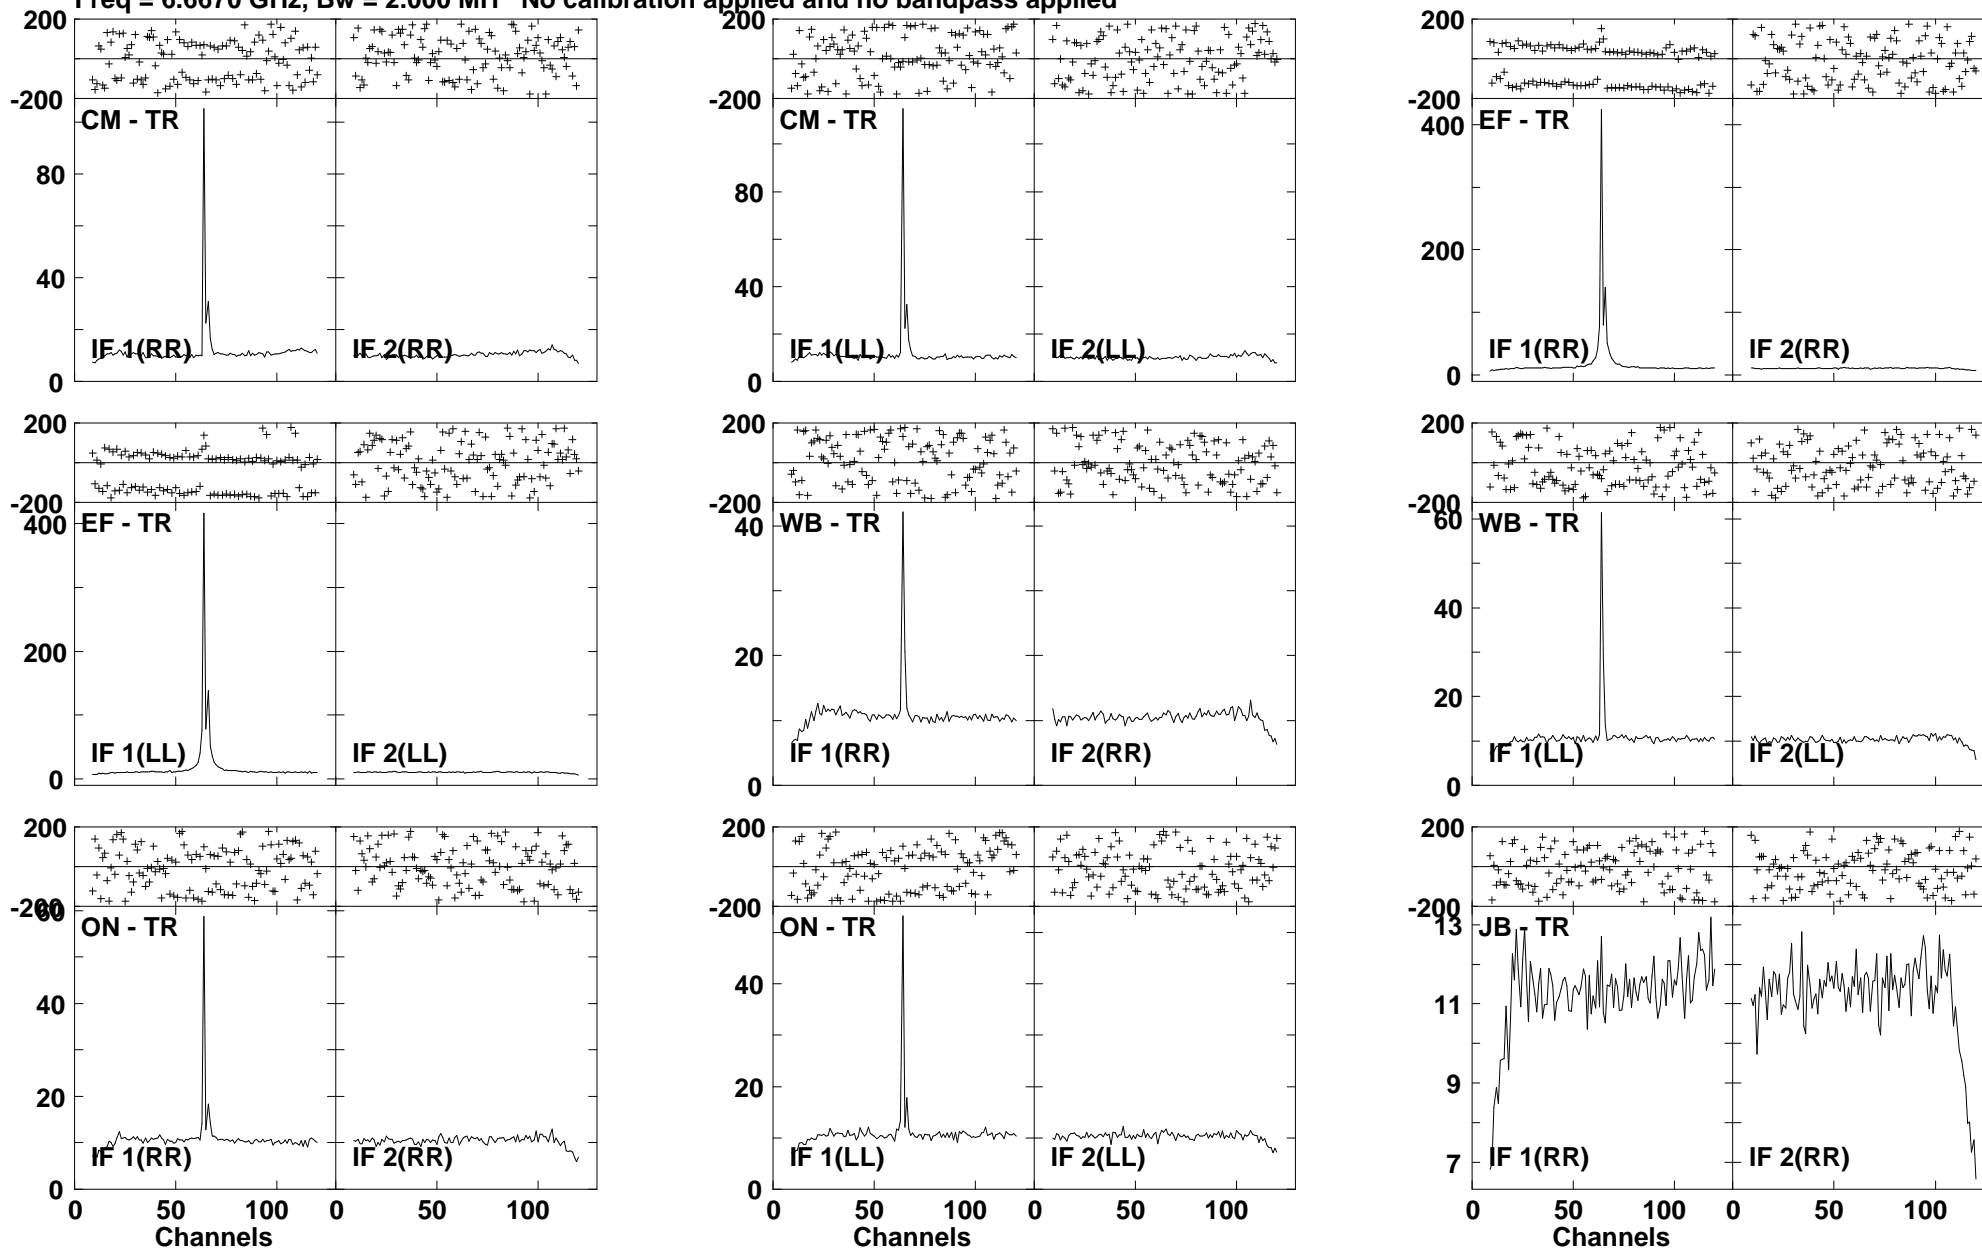 Freq = 6.6670 GHz, Bw = 2.000 MH No calibration applied and no bandpass applied
200
-200
CM - TR
80
40
0
IF 1(RR)
IF 2(RR)
200
-200
CM - TR
80
40
0
IF 1(LL)
IF 2(LL)
200
-200
400
EF - TR
200
0
IF 1(RR)
IF 2(RR)
200
-200
400
EF - TR
200
0
IF 1(LL)
IF 2(LL)
200
-200
40
WB - TR
20
0
IF 1(RR)
IF 2(RR)
200
-200
60
WB - TR
40
20
0
IF 1(LL)
IF 2(LL)
200
-200
60
ON - TR
40
20
0
IF 1(RR)
IF 2(RR)
0 50 100 0 50 100
Channels
200
-200
ON - TR
40
20
0
IF 1(LL)
IF 2(LL)
0 50 100 0 50 100
Channels
200
-200
13
JB - TR
11
9
7
IF 1(RR)
IF 2(RR)
0 50 100 0 50 100
Channels